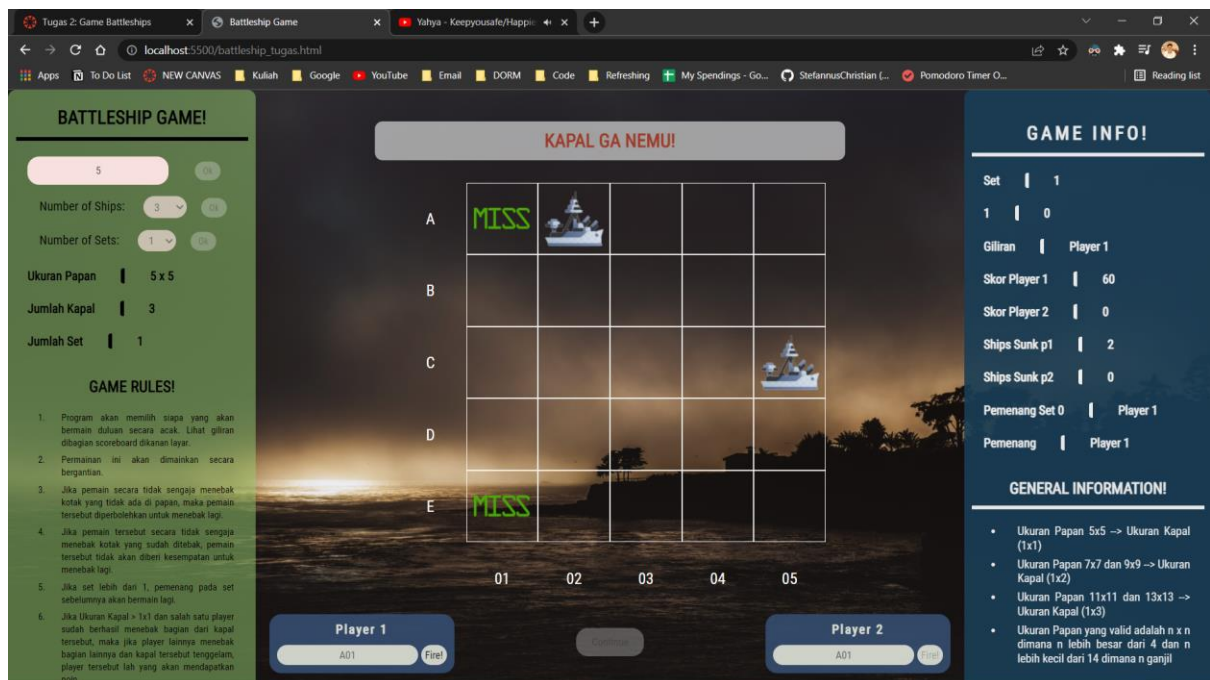 Tugas 2: Game Battleships
Battleship Game
Yahya - Keepyousafe/Happie
localhost:5500/battleship_tugas.html
Apps To Do List NEW CANVAS Kuliah Google YouTube Email DORM Code Refreshing My Spendings - Go... StefannusChristian (... Pomodoro Timer O... Reading list
BATTLESHIP GAME!
5 Ok
Number of Ships: 3 Ok
Number of Sets: 1 Ok
Ukuran Papan 5 x 5
Jumlah Kapal 3
Jumlah Set 1
GAME RULES!
1. Program akan memilih siapa yang akan
bermain duluan secara acak. Lihat giliran
dibagian scoreboard dikanan layar.
2. Permainan ini akan dimainkan secara
bergantian.
3. Jika pemain secara tidak sengaja menebak
kotak yang tidak ada di papan, maka pemain
tersebut diperbolehkan untuk menebak lagi.
4. Jika pemain tersebut secara tidak sengaja
menebak kotak yang sudah ditebak, pemain
tersebut tidak akan diberi kesempatan untuk
menebak lagi.
5. Jika set lebih dari 1, pemenang pada set
sebelumnya akan bermain lagi.
6. Jika Ukuran Kapal > 1x1 dan salah satu player
sudah berhasil menebak bagian dari kapal
tersebut, maka jika player lainnya menebak
bagian lainnya dan kapal tersebut tenggelam,
player tersebut lah yang akan mendapatkan
KAPAL GA NEMU!
A MISS
B
C
D
E MISS
01 02 03 04 05
Player 1
A01 Fire!
Continue
Player 2
A01 Fire!
GAME INFO!
Set 1
1 0
Giliran Player 1
Skor Player 1 60
Skor Player 2 0
Ships Sunk p1 2
Ships Sunk p2 0
Pemenang Set 0 Player 1
Pemenang Player 1
GENERAL INFORMATION!
• Ukuran Papan 5x5 --> Ukuran Kapal
(1x1)
• Ukuran Papan 7x7 dan 9x9 --> Ukuran
Kapal (1x2)
• Ukuran Papan 11x11 dan 13x13 -->
Ukuran Kapal (1x3)
• Ukuran Papan yang valid adalah n x n
dimana n lebih besar dari 4 dan n
lebih kecil dari 14 dimana n ganjil